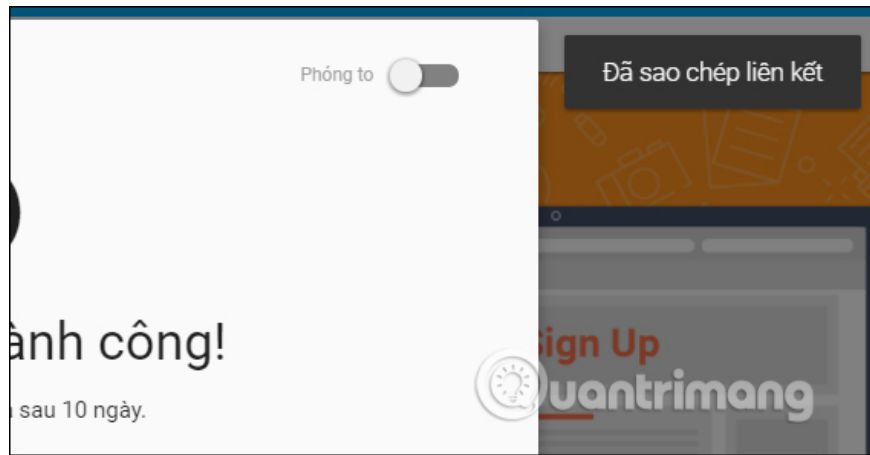 Phóng to
Đã sao chép liên kết
ành công!
sau 10 ngày.
Sign Up
Quantrimang